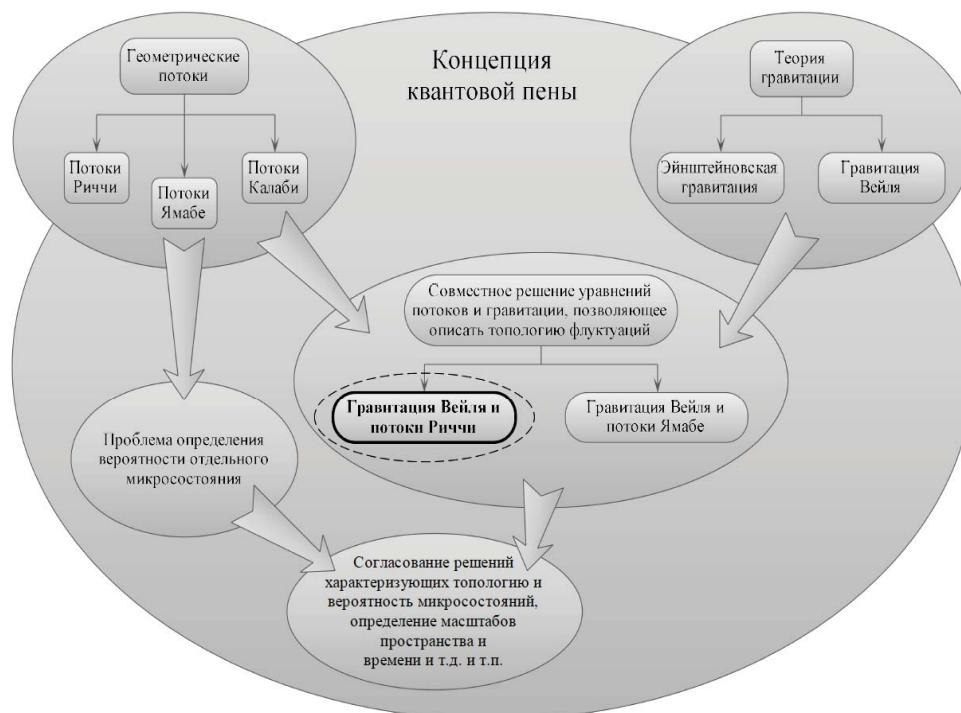 Концепция
квантовой пены
Геометрические
потоки
Потоки
Риччи
Потоки
Ямабе
Потоки
Калаби
Теория
гравитации
Эйнштейновская
гравитация
Гравитация
Вейля
Совместное решение уравнений
потоков и гравитации, позволяющее
описать топологию флуктуаций
Гравитация Вейля и
потоки Риччи
Гравитация Вейля и
потоки Ямабе
Проблема определения
вероятности отдельного
микросостояния
Согласование решений
характеризующих топологию и
вероятность микросостояний,
определение масштабов
пространства и
времени и т.д. и т.п.